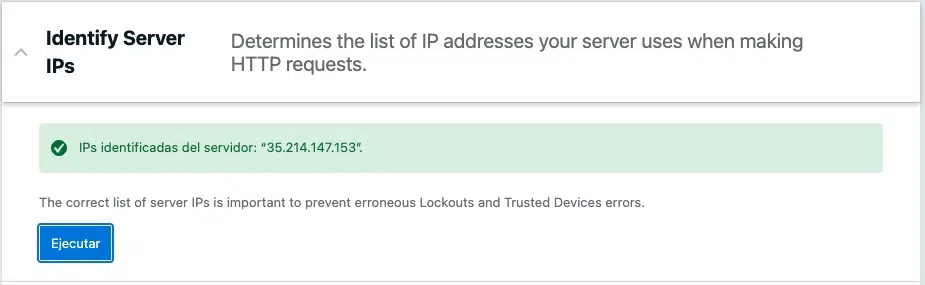 Identify Server
IPs
Determines the list of IP addresses your server uses when making
HTTP requests.
IPs identificadas del servidor: “35.214.147.153”.
The correct list of server IPs is important to prevent erroneous Lockouts and Trusted Devices errors.
Ejecutar